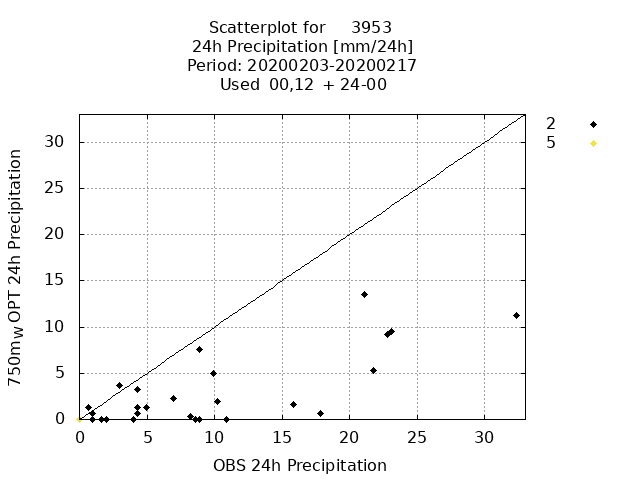 Scatterplot for 3953
24h Precipitation [mm/24h]
Period: 20200203-20200217
Used 00,12 + 24-00
2
5
30
25
20
15
10
5
0
0 5 10 15 20 25 30
750mw OPT 24h Precipitation
OBS 24h Precipitation